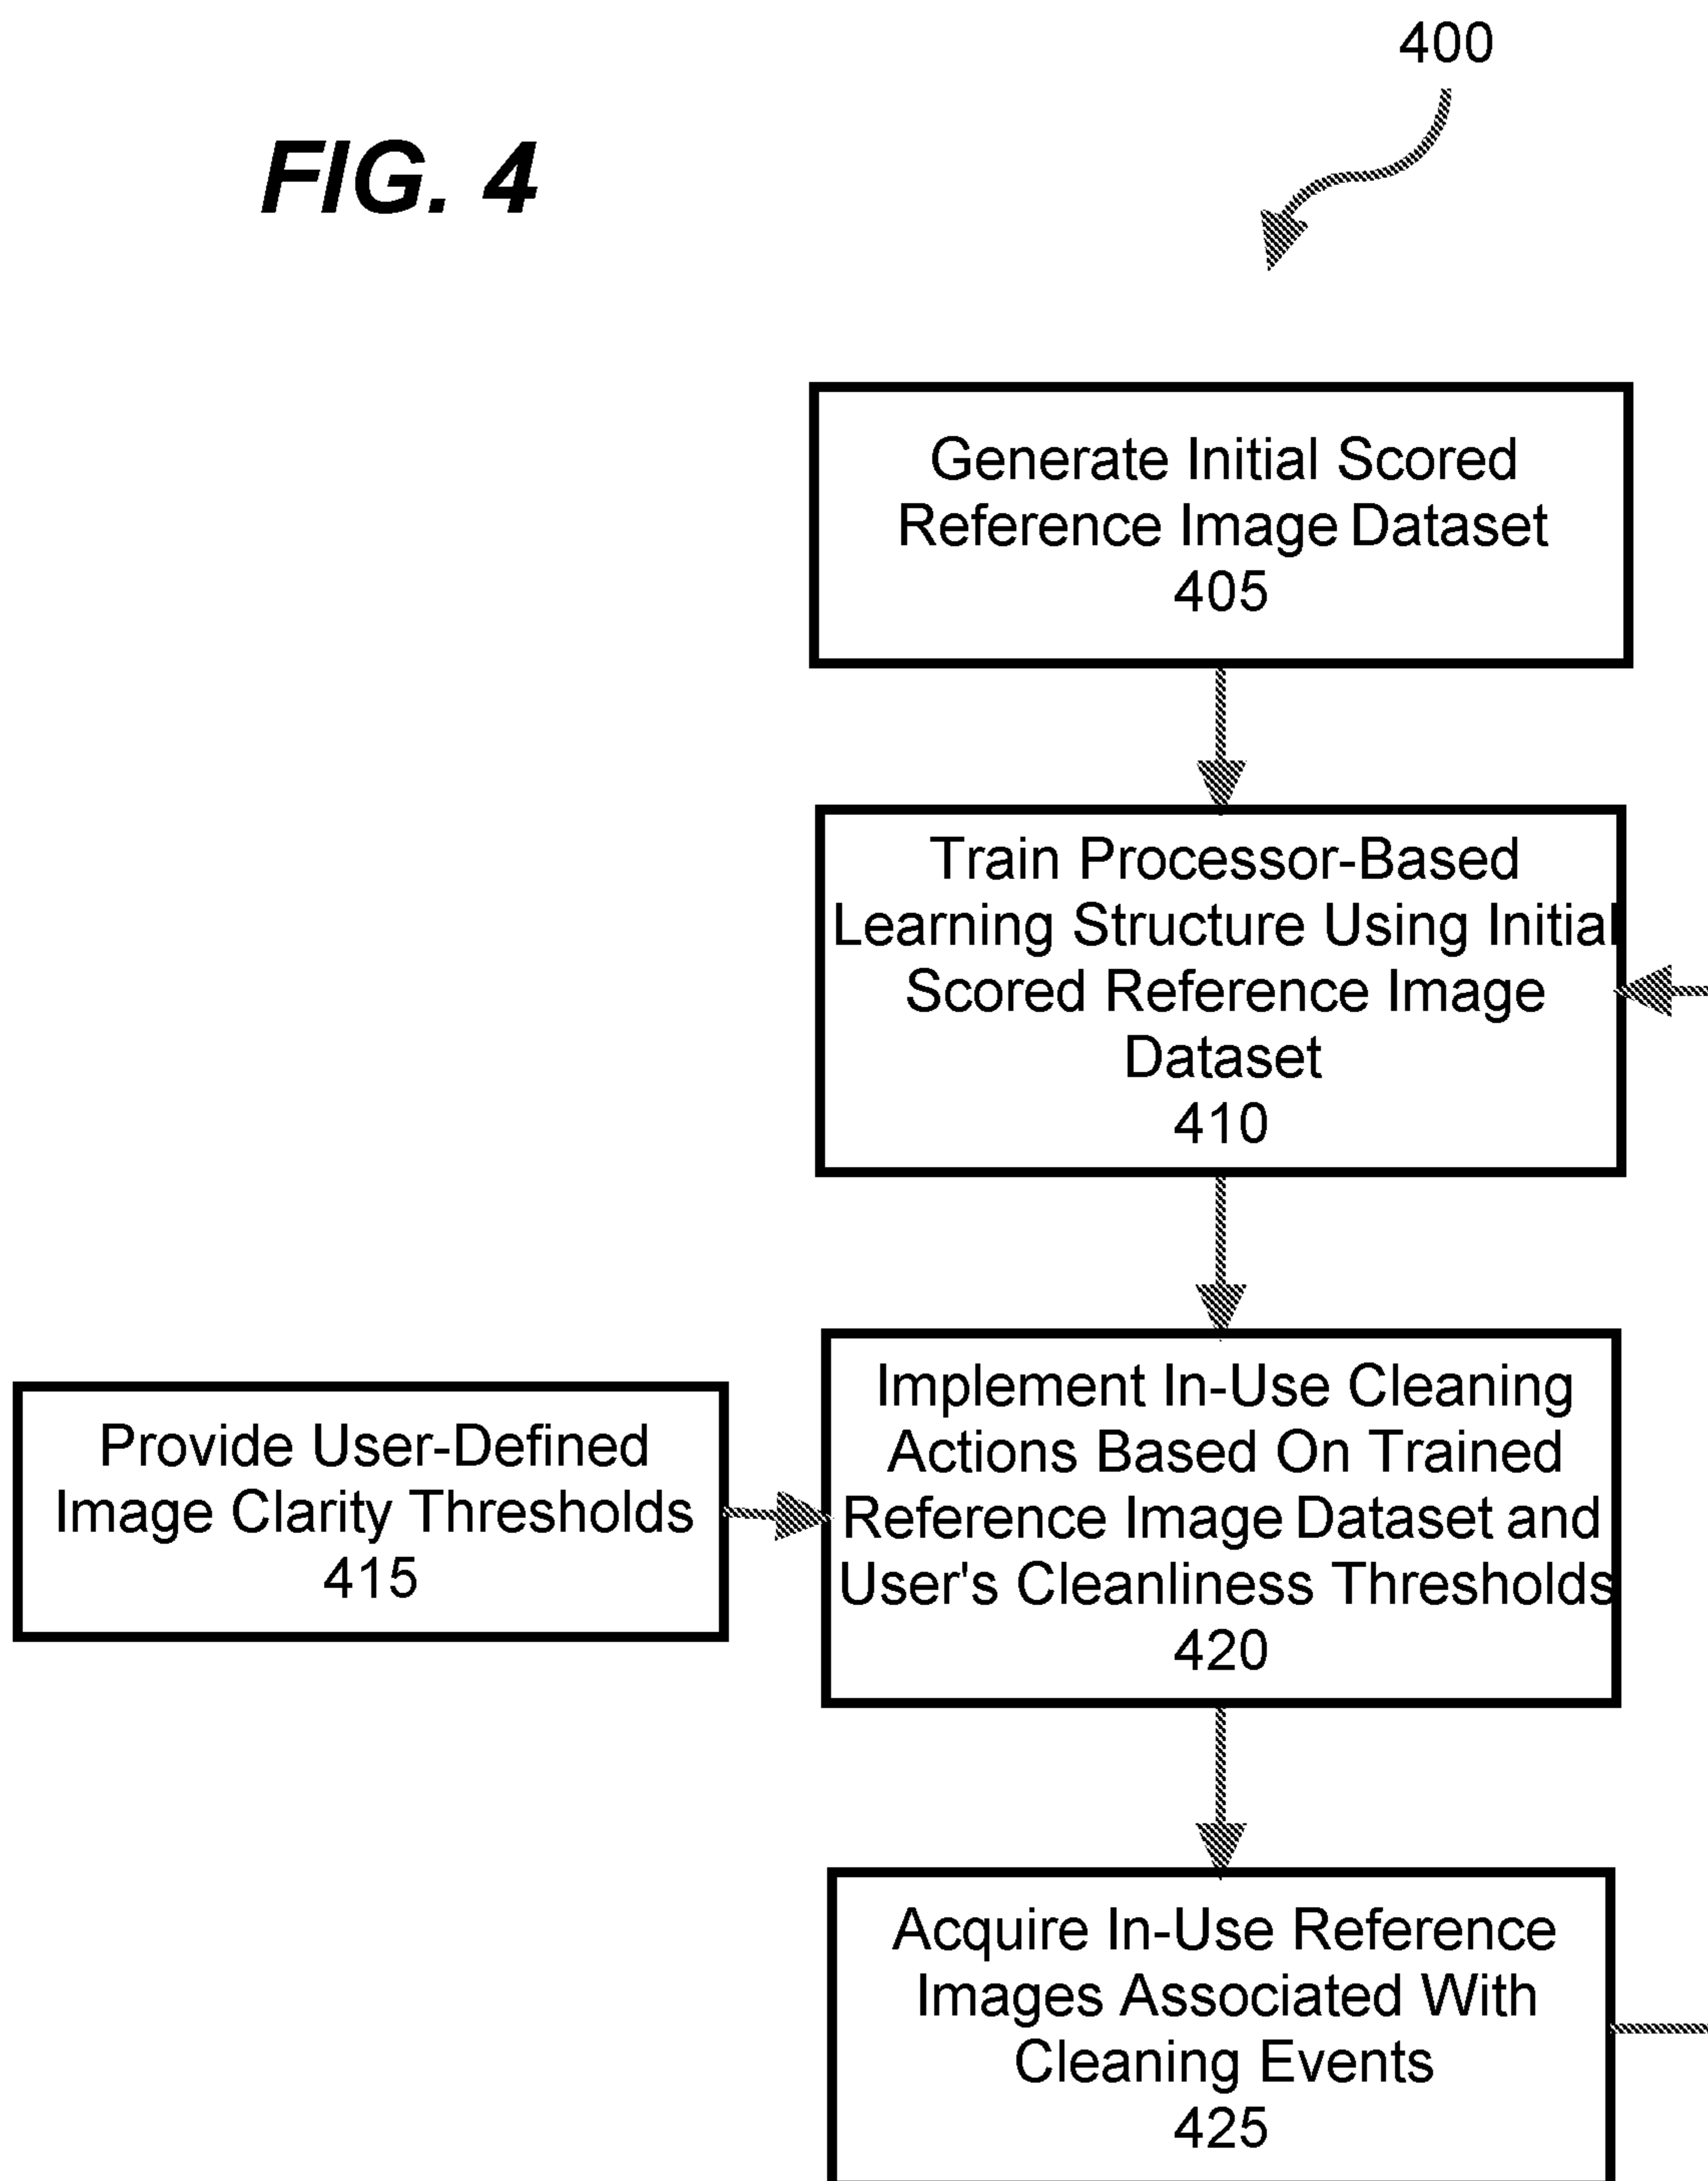 400
FIG. 4
Generate Initial Scored
Reference Image Dataset
405
Train Processor-Based
Learning Structure Using Initial
Scored Reference Image
Dataset
410
Provide User-Defined
Image Clarity Thresholds
415
Implement In-Use Cleaning
Actions Based On Trained
Reference Image Dataset and
User's Cleanliness Thresholds
420
Acquire In-Use Reference
Images Associated With
Cleaning Events
425